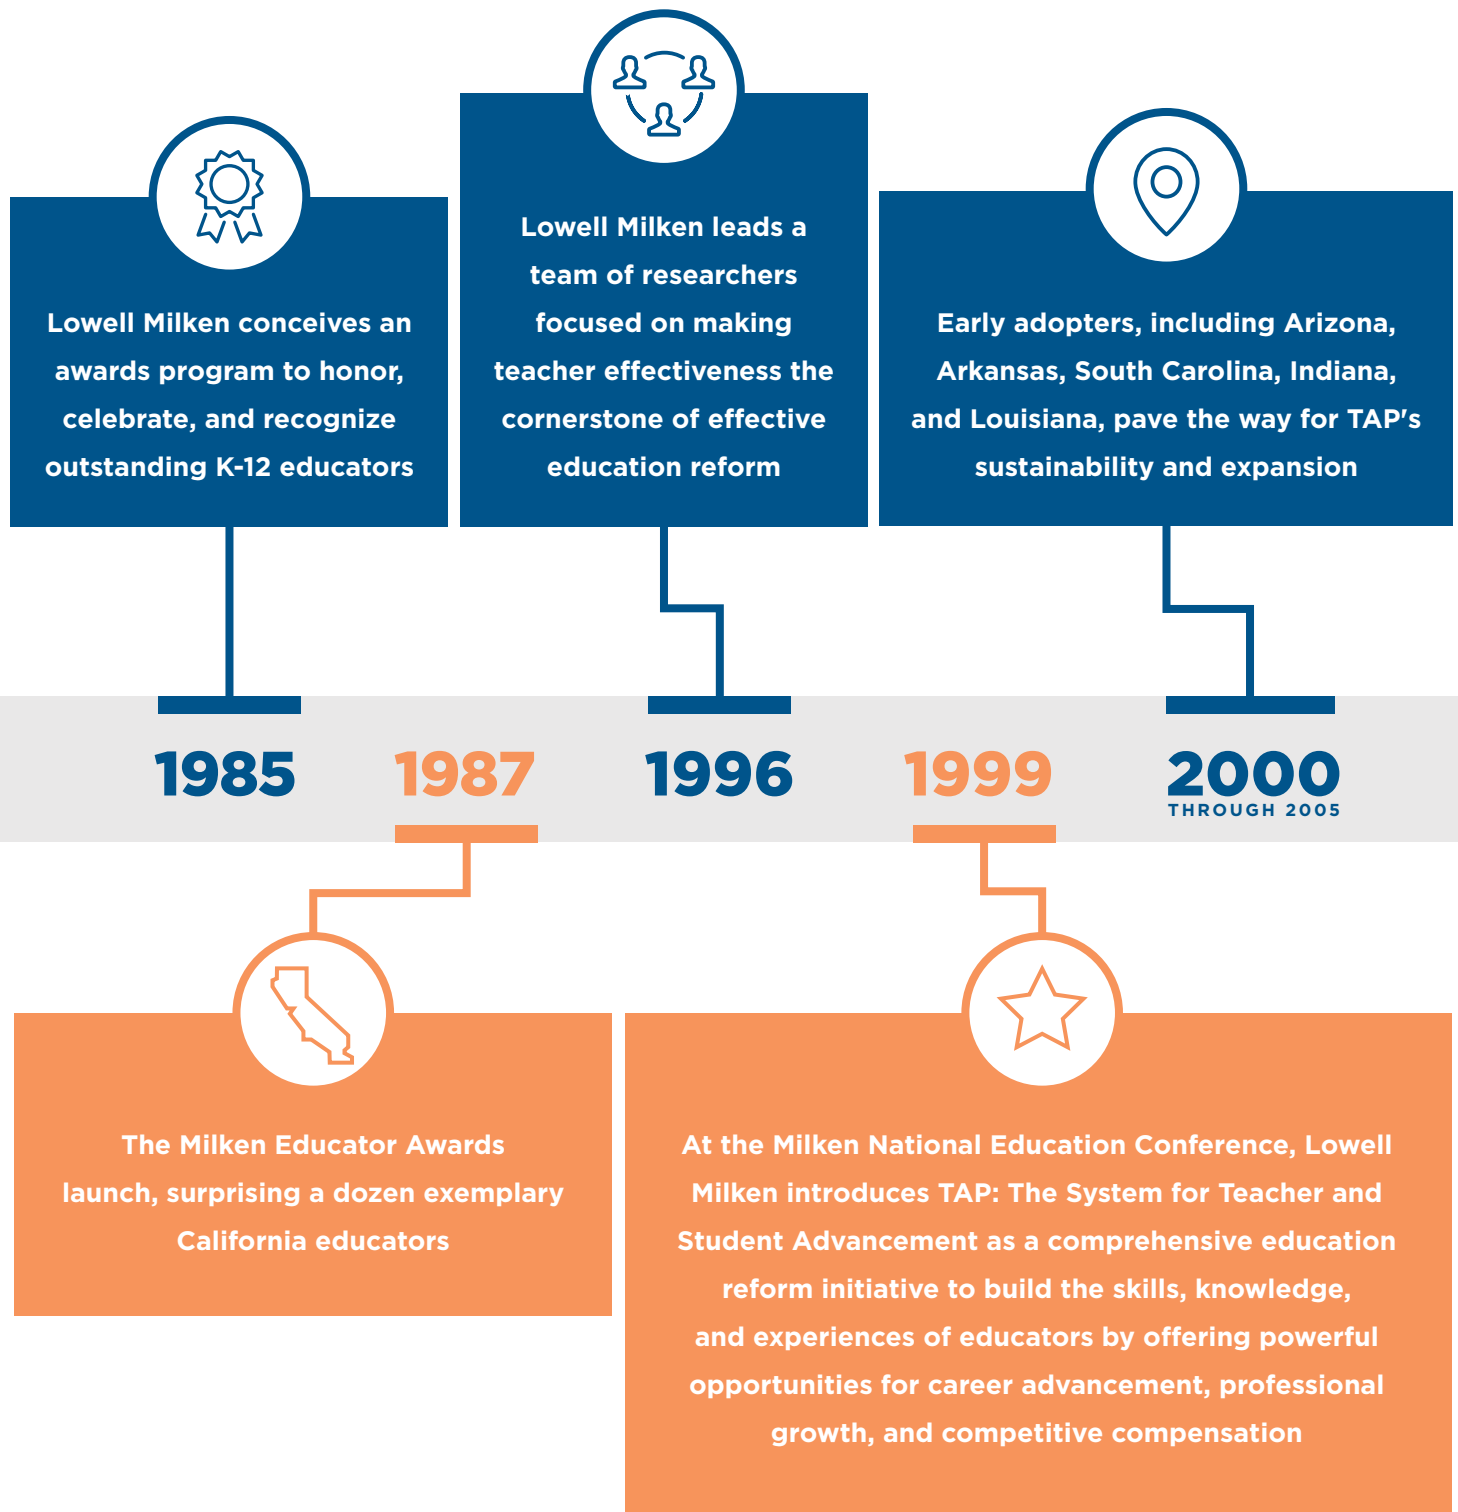 Lowell Milken conceives an
awards program to honor,
celebrate, and recognize
outstanding K-12 educators
Lowell Milken leads a
team of researchers
focused on making
teacher effectiveness the
cornerstone of effective
education reform
Early adopters, including Arizona,
Arkansas, South Carolina, Indiana,
and Louisiana, pave the way for TAP's
sustainability and expansion
1985
1987
1996
1999
2000
THROUGH 2005
The Milken Educator Awards
launch, surprising a dozen exemplary
California educators
At the Milken National Education Conference, Lowell
Milken introduces TAP: The System for Teacher and
Student Advancement as a comprehensive education
reform initiative to build the skills, knowledge,
and experiences of educators by offering powerful
opportunities for career advancement, professional
growth, and competitive compensation